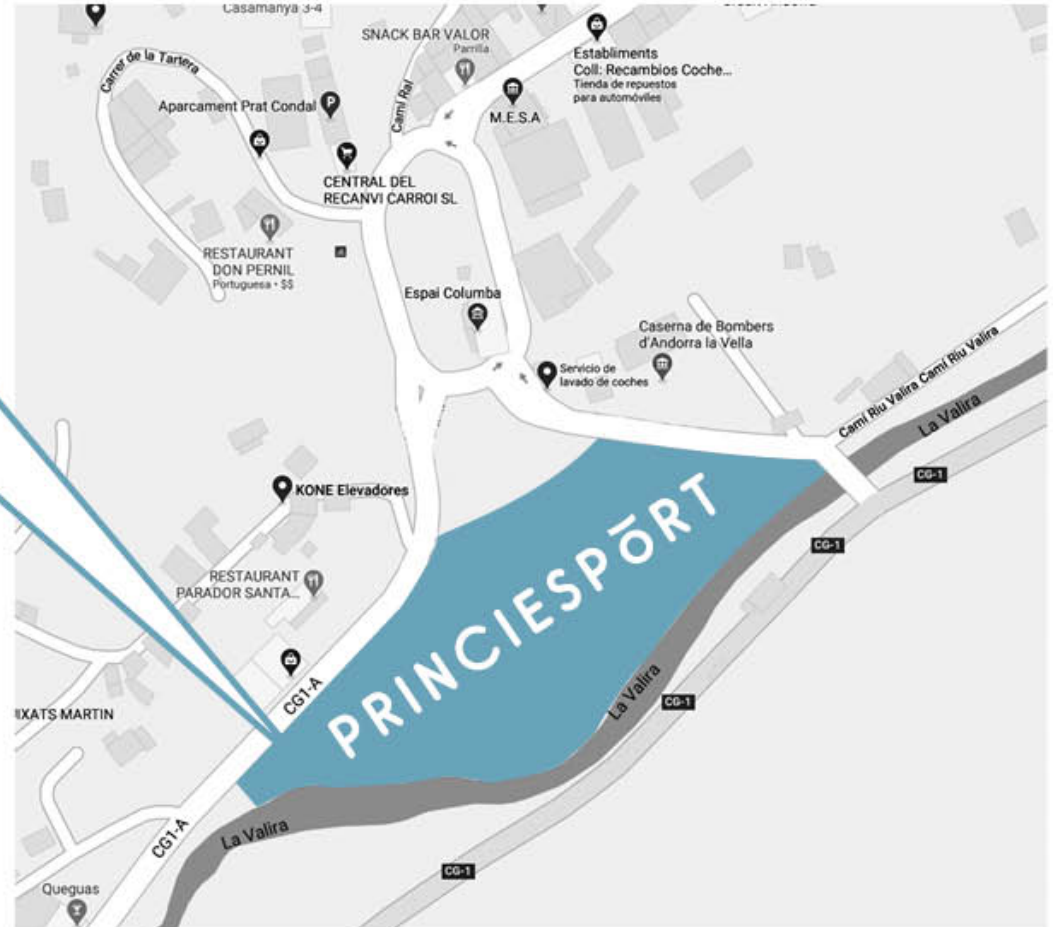 Casamanya 3-4
SNACK BAR VALOR
Parrilla
Establiments
Coll: Recambios Coche...
Tienda de repuestos
para automóviles
Carrer de la Tartera
Aparcament Prat Condal
P
Camí Ral
M.E.S.A
CENTRAL DEL
RECANVI CARROI SL
RESTAURANT
DON PERNIL
Portuguesa • $$
Espai Columba
Caserna de Bombers
d'Andorra la Vella
Servicio de
lavado de coches
Camí Riu Valira Camí Riu Valira
La Valira
CG-1
KONE Elevadores
CG-1
PRINCIESPŌRT
RESTAURANT
PARADOR SANTA...
CG1-A
La Valira
CG-1
IXATS MARTIN
CG1-A
La Valira
CG-1
Queguas